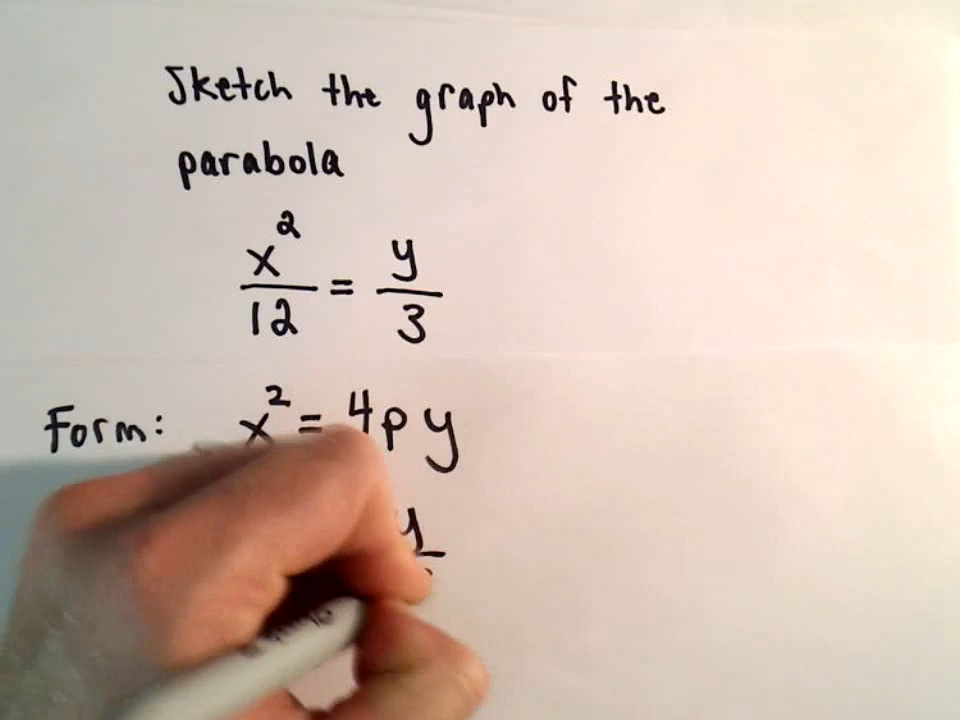 Sketch the graph of the
parabola
x²/12 = y/3
Form: x² = 4py
y